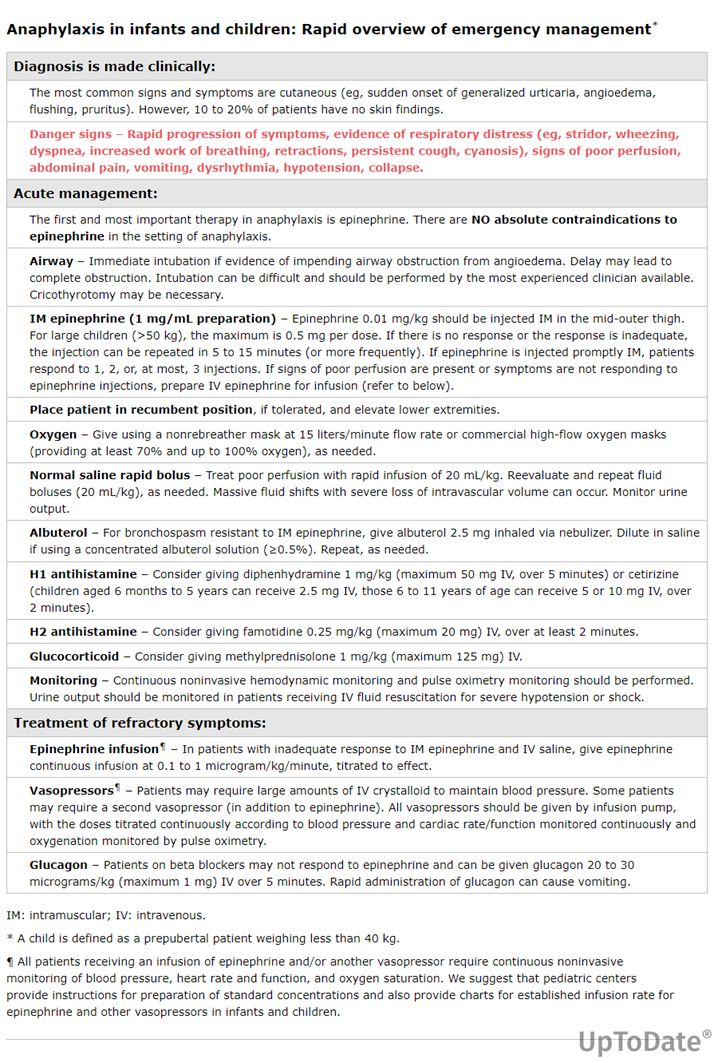 Anaphylaxis in infants and children: Rapid overview of emergency management*
Diagnosis is made clinically:
The most common signs and symptoms are cutaneous (eg, sudden onset of generalized urticaria, angioedema,
flushing, pruritus). However, 10 to 20% of patients have no skin findings.
Danger signs – Rapid progression of symptoms, evidence of respiratory distress (eg, stridor, wheezing,
dyspnea, increased work of breathing, retractions, persistent cough, cyanosis), signs of poor perfusion,
abdominal pain, vomiting, dysrhythmia, hypotension, collapse.
Acute management:
The first and most important therapy in anaphylaxis is epinephrine. There are NO absolute contraindications to
epinephrine in the setting of anaphylaxis.
Airway – Immediate intubation if evidence of impending airway obstruction from angioedema. Delay may lead to
complete obstruction. Intubation can be difficult and should be performed by the most experienced clinician available.
Cricothyrotomy may be necessary.
IM epinephrine (1 mg/mL preparation) – Epinephrine 0.01 mg/kg should be injected IM in the mid-outer thigh.
For large children (>50 kg), the maximum is 0.5 mg per dose. If there is no response or the response is inadequate,
the injection can be repeated in 5 to 15 minutes (or more frequently). If epinephrine is injected promptly IM, patients
respond to 1, 2, or, at most, 3 injections. If signs of poor perfusion are present or symptoms are not responding to
epinephrine injections, prepare IV epinephrine for infusion (refer to below).
Place patient in recumbent position, if tolerated, and elevate lower extremities.
Oxygen – Give using a nonrebreather mask at 15 liters/minute flow rate or commercial high-flow oxygen masks
(providing at least 70% and up to 100% oxygen), as needed.
Normal saline rapid bolus – Treat poor perfusion with rapid infusion of 20 mL/kg. Reevaluate and repeat fluid
boluses (20 mL/kg), as needed. Massive fluid shifts with severe loss of intravascular volume can occur. Monitor urine
output.
Albuterol – For bronchospasm resistant to IM epinephrine, give albuterol 2.5 mg inhaled via nebulizer. Dilute in saline
if using a concentrated albuterol solution (≥0.5%). Repeat, as needed.
H1 antihistamine – Consider giving diphenhydramine 1 mg/kg (maximum 50 mg IV, over 5 minutes) or cetirizine
(children aged 6 months to 5 years can receive 2.5 mg IV, those 6 to 11 years of age can receive 5 or 10 mg IV, over
2 minutes).
H2 antihistamine – Consider giving famotidine 0.25 mg/kg (maximum 20 mg) IV, over at least 2 minutes.
Glucocorticoid – Consider giving methylprednisolone 1 mg/kg (maximum 125 mg) IV.
Monitoring – Continuous noninvasive hemodynamic monitoring and pulse oximetry monitoring should be performed.
Urine output should be monitored in patients receiving IV fluid resuscitation for severe hypotension or shock.
Treatment of refractory symptoms:
Epinephrine infusion¶ – In patients with inadequate response to IM epinephrine and IV saline, give epinephrine
continuous infusion at 0.1 to 1 microgram/kg/minute, titrated to effect.
Vasopressors¶ – Patients may require large amounts of IV crystalloid to maintain blood pressure. Some patients
may require a second vasopressor (in addition to epinephrine). All vasopressors should be given by infusion pump,
with the doses titrated continuously according to blood pressure and cardiac rate/function monitored continuously and
oxygenation monitored by pulse oximetry.
Glucagon – Patients on beta blockers may not respond to epinephrine and can be given glucagon 20 to 30
micrograms/kg (maximum 1 mg) IV over 5 minutes. Rapid administration of glucagon can cause vomiting.
IM: intramuscular; IV: intravenous.
* A child is defined as a prepubertal patient weighing less than 40 kg.
¶ All patients receiving an infusion of epinephrine and/or another vasopressor require continuous noninvasive
monitoring of blood pressure, heart rate and function, and oxygen saturation. We suggest that pediatric centers
provide instructions for preparation of standard concentrations and also provide charts for established infusion rate for
epinephrine and other vasopressors in infants and children.
UpToDate®